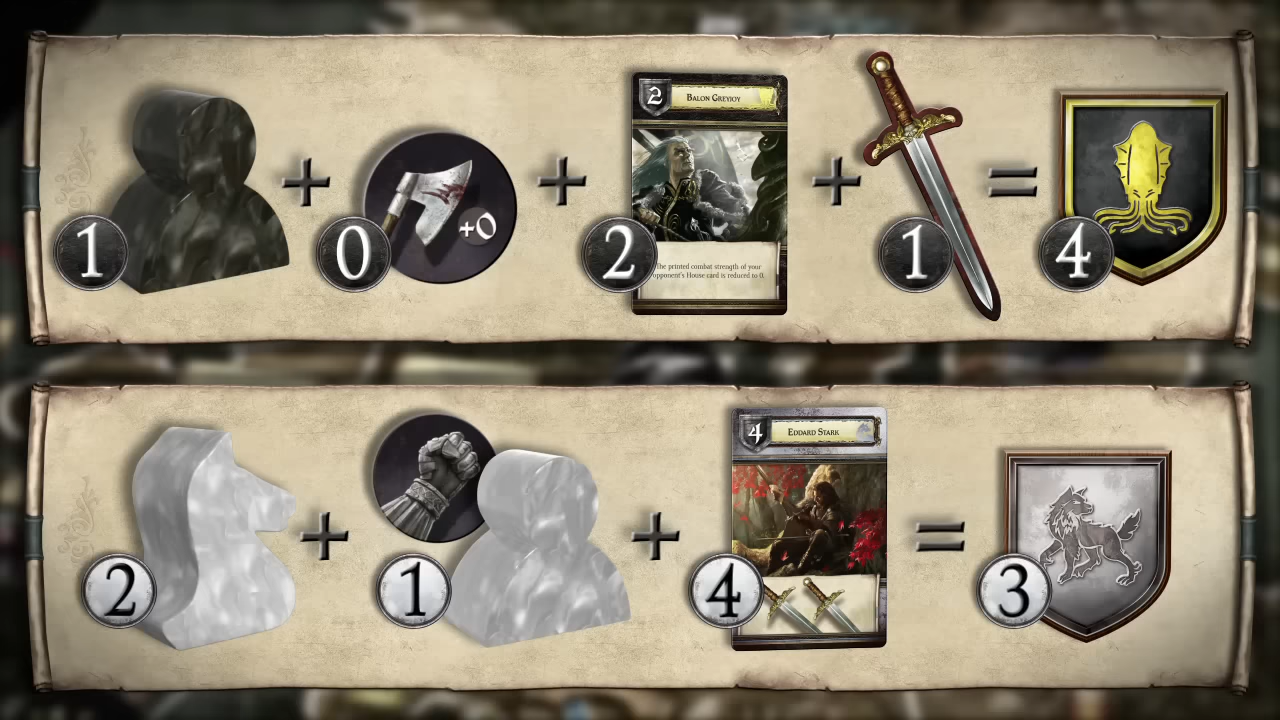 2 BALON GREYJOY
+ + + =
+0
1 0 2 1 4
The printed combat strength of your
opponent's House card is reduced to 0.
4 EDDARD STARK
+ + =
2 1 4 3